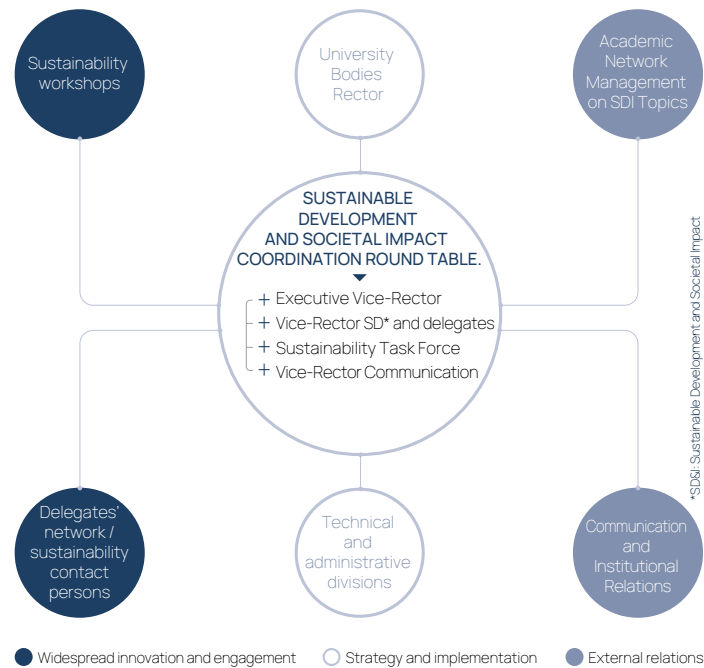 Sustainability
workshops
University
Bodies
Rector
Academic
Network
Management
on SDI Topics
SUSTAINABLE
DEVELOPMENT
AND SOCIETAL IMPACT
COORDINATION ROUND TABLE.
+ Executive Vice-Rector
+ Vice-Rector SD* and delegates
+ Sustainability Task Force
+ Vice-Rector Communication
*SD&I: Sustainable Development and Societal Impact
Delegates'
network /
sustainability
contact
persons
Technical
and
administrative
divisions
Communication
and
Institutional
Relations
Widespread innovation and engagement
Strategy and implementation
External relations